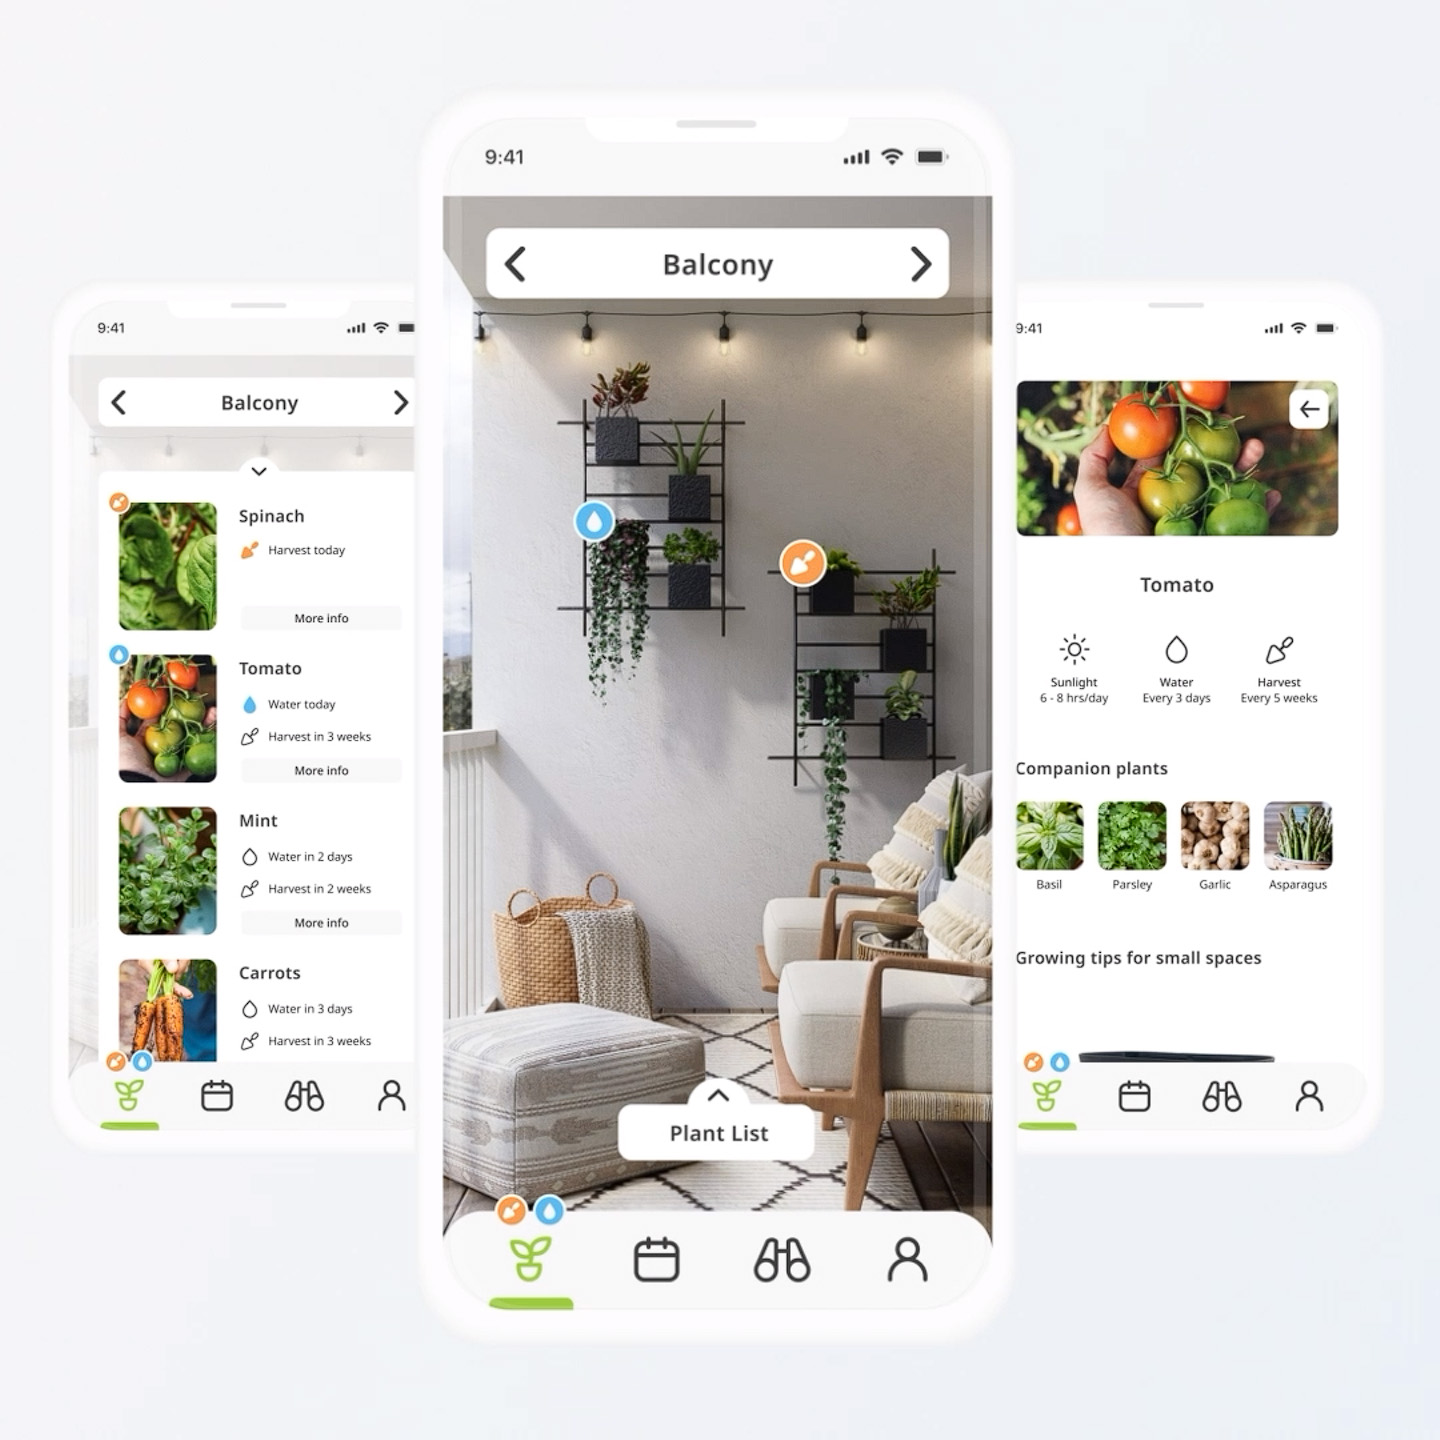 9:41
Balcony
Spinach
Harvest today
More info
Tomato
Water today
Harvest in 3 weeks
More info
Mint
Water in 2 days
Harvest in 2 weeks
More info
Carrots
Water in 3 days
Harvest in 3 weeks
9:41
Balcony
Plant List
9:41
Tomato
Sunlight
6 - 8 hrs/day
Water
Every 3 days
Harvest
Every 5 weeks
Companion plants
Basil
Parsley
Garlic
Asparagus
Growing tips for small spaces